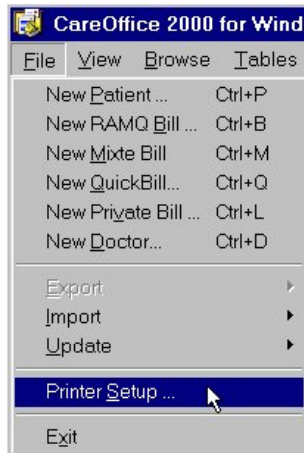 CareOffice 2000 for Wind
File View Browse Tables
New Patient ... Ctrl+P
New RAMQ Bill ... Ctrl+B
New Mixte Bill Ctrl+M
New QuickBill... Ctrl+Q
New Private Bill ... Ctrl+L
New Doctor... Ctrl+D
Export
Import
Update
Printer Setup ...
Exit